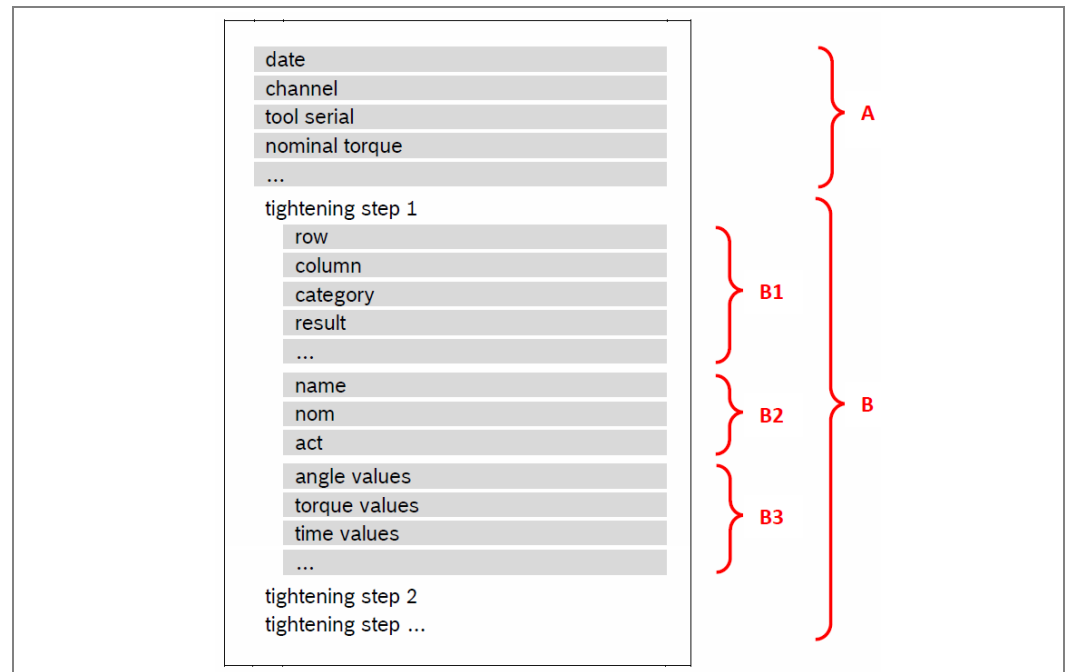 date
channel
tool serial
nominal torque
...
A
tightening step 1
row
column
category
result
...
B1
name
nom
act
B2
B
angle values
torque values
time values
...
B3
tightening step 2
tightening step ...